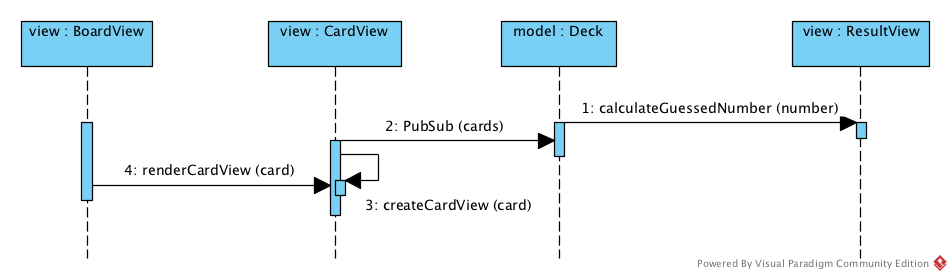 view : BoardView
view : CardView
model : Deck
view : ResultView
1: calculateGuessedNumber (number)
2: PubSub (cards)
4: renderCardView (card)
3: createCardView (card)
Powered By Visual Paradigm Community Edition